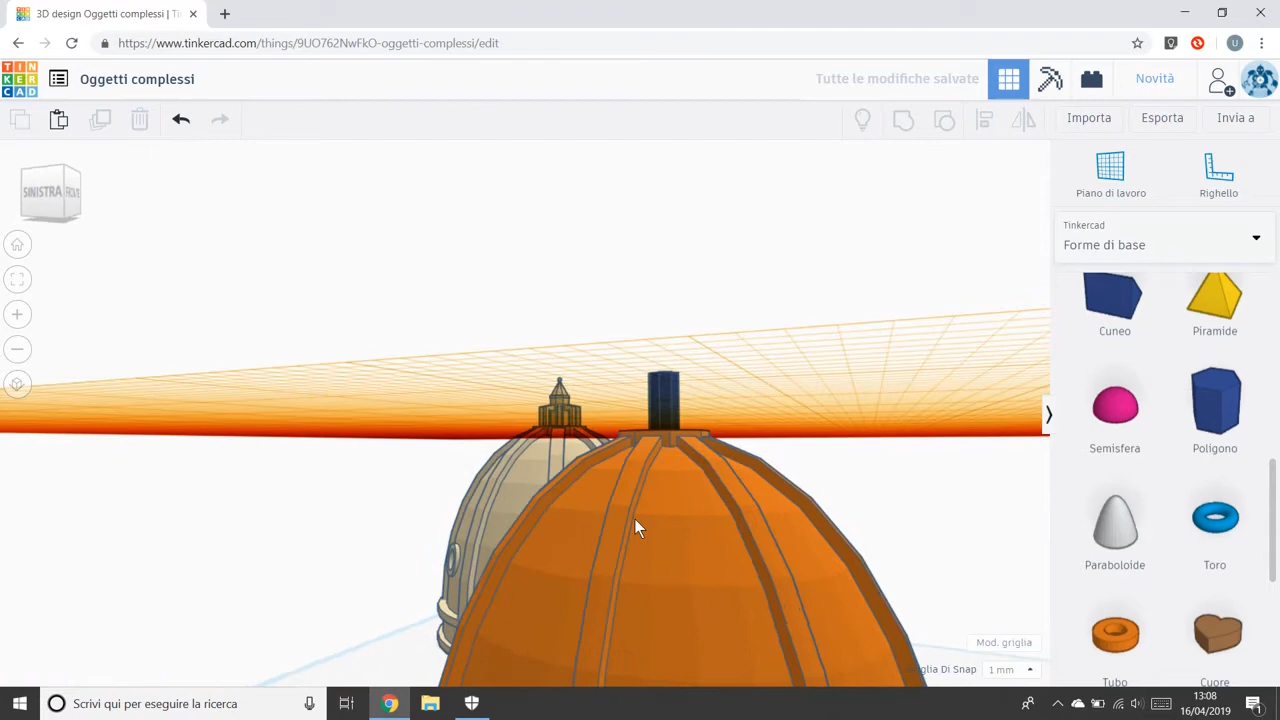 3D design Oggetti complessi | Ti
https://www.tinkercad.com/things/9UO762NwFkO-oggetti-complessi/edit
U
TIN
KER
CAD
Oggetti complessi
Tutte le modifiche salvate
Novità
Importa
Esporta
Invia a
SINISTRA
Piano di lavoro
Righello
Tinkercad
Forme di base
Cuneo
Piramide
Semisfera
Poligono
Paraboloide
Toro
Tubo
Cuore
Mod. griglia
glia Di Snap
1 mm
Scrivi qui per eseguire la ricerca
13:08
16/04/2019
1